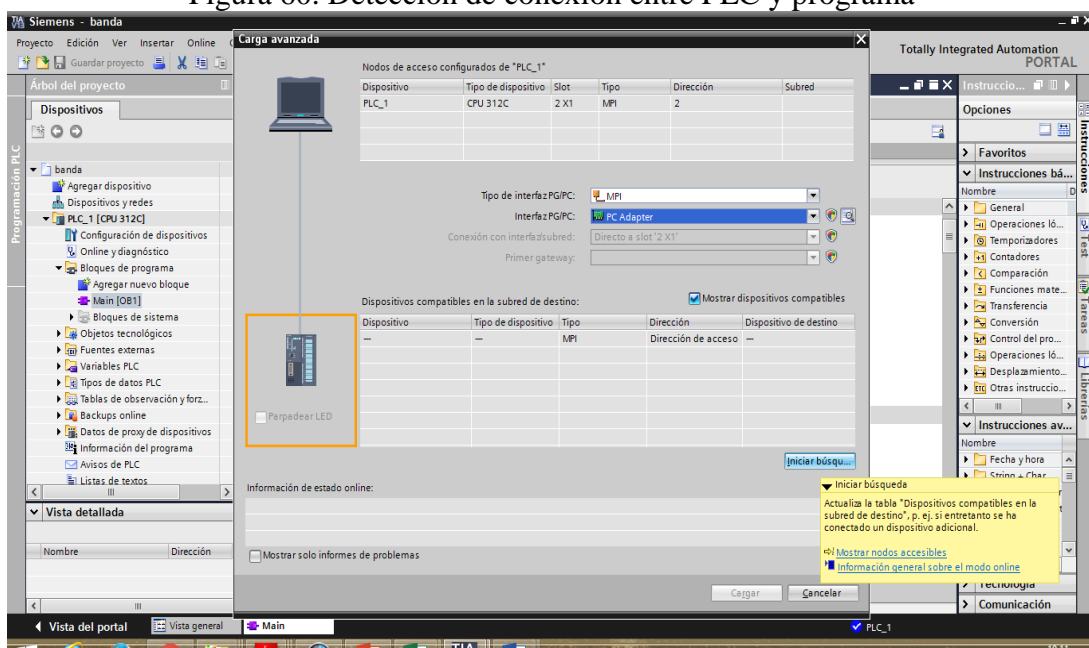 Figura 80. Detección de conexión entre PLC y programa
Siemens - banda
Proyecto Edición Ver Insertar Online
Guardar proyecto
Totally Integrated Automation
PORTAL
Árbol del proyecto
Dispositivos
Programación PLC
banda
Agregar dispositivo
Dispositivos y redes
PLC_1 [CPU 312C]
Configuración de dispositivos
Online y diagnóstico
Bloques de programa
Agregar nuevo bloque
Main [OB1]
Bloques de sistema
Objetos tecnológicos
Fuentes externas
Variables PLC
Tipos de datos PLC
Tablas de observación y forz...
Backups online
Datos de proxy de dispositivos
Información del programa
Avisos de PLC
Listas de textos
Vista detallada
Nombre Dirección
Carga avanzada
Nodos de acceso configurados de "PLC_1"
Dispositivo Tipo de dispositivo Slot Tipo Dirección Subred
PLC_1 CPU 312C 2 X1 MPI 2
Tipo de interfaz PG/PC: MPI
Interfaz PG/PC: PC Adapter
Conexión con interfaz/subred: Directo a slot '2 X1'
Primer gateway:
Dispositivos compatibles en la subred de destino: Mostrar dispositivos compatibles
Dispositivo Tipo de dispositivo Tipo Dirección Dispositivo de destino
— — MPI Dirección de acceso —
Parpadear LED
Iniciar búsqu...
Información de estado online:
Mostrar solo informes de problemas
Iniciar búsqueda
Actualiza la tabla "Dispositivos compatibles en la
subred de destino", p. ej. si entretanto se ha
conectado un dispositivo adicional.
Mostrar nodos accesibles
Información general sobre el modo online
Cargar Cancelar
Instruccio...
Opciones
Favoritos
Instrucciones bá...
Nombre D
General
Operaciones ló...
Temporizadores
Contadores
Comparación
Funciones mate...
Transferencia
Conversión
Control del pro...
Operaciones ló...
Desplazamiento...
Otras instruccio...
Instrucciones av...
Nombre
Fecha y hora
String + Char
Tecnología
Comunicación
Instrucciones
Test
Tareas
Librerías
Vista del portal Vista general Main PLC_1